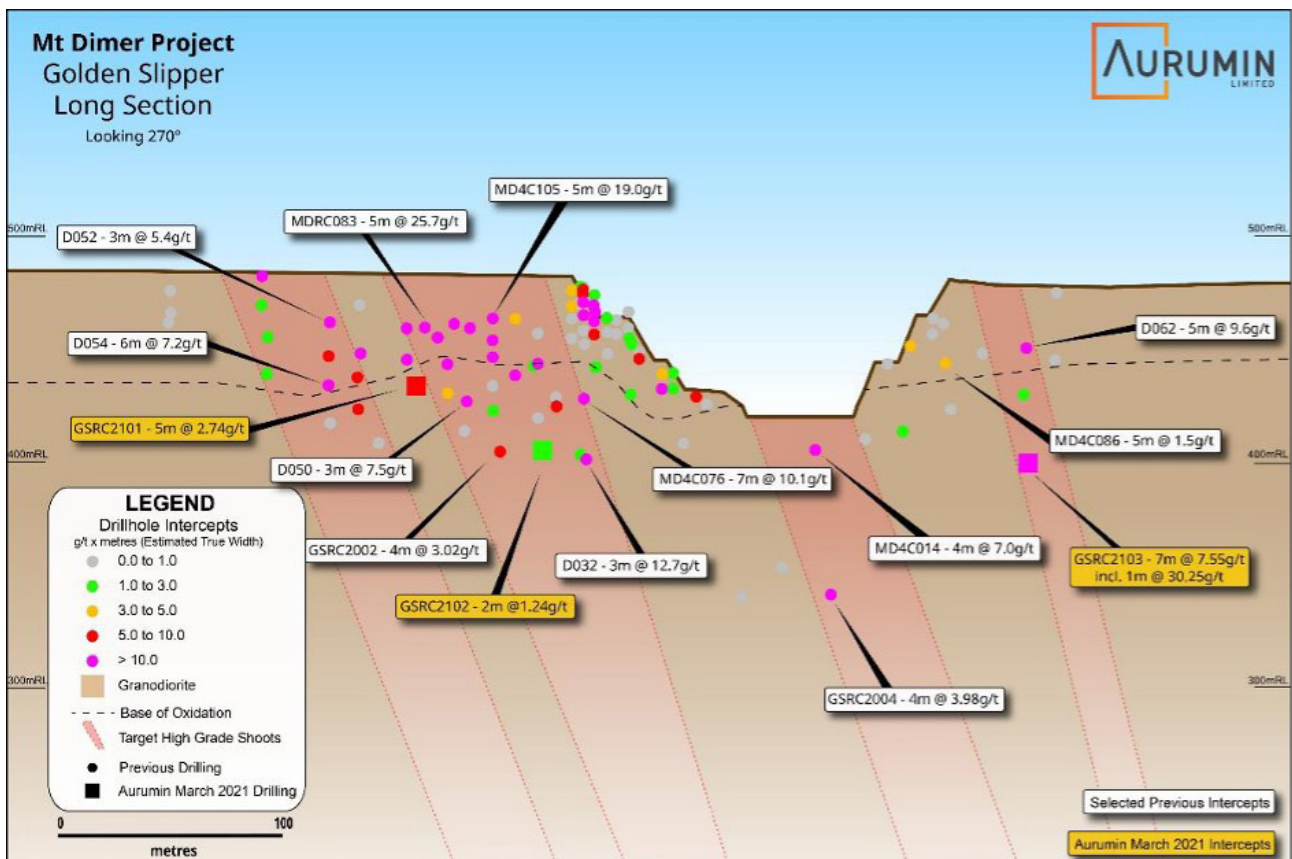 Mt Dimer Project
Golden Slipper
Long Section
Looking 270°
AURUMIN
LIMITED
MD4C105 - 5m @ 19.0g/t
MDRC083 - 5m @ 25.7g/t
D052 - 3m @ 5.4g/t
500mRL
500mRL
D054 - 6m @ 7.2g/t
D062 - 5m @ 9.6g/t
GSRC2101 - 5m @ 2.74g/t
MD4C086 - 5m @ 1.5g/t
400mRL
400mRL
D050 - 3m @ 7.5g/t
MD4C076 - 7m @ 10.1g/t
GSRC2002 - 4m @ 3.02g/t
D032 - 3m @ 12.7g/t
MD4C014 - 4m @ 7.0g/t
GSRC2103 - 7m @ 7.55g/t
incl. 1m @ 30.25g/t
GSRC2102 - 2m @1.24g/t
GSRC2004 - 4m @ 3.98g/t
300mRL
300mRL
LEGEND
Drillhole Intercepts
g/t x metres (Estimated True Width)
0.0 to 1.0
1.0 to 3.0
3.0 to 5.0
5.0 to 10.0
> 10.0
Granodiorite
Base of Oxidation
Target High Grade Shoots
Previous Drilling
Aurumin March 2021 Drilling
0 100
metres
Selected Previous Intercepts
Aurumin March 2021 Intercepts